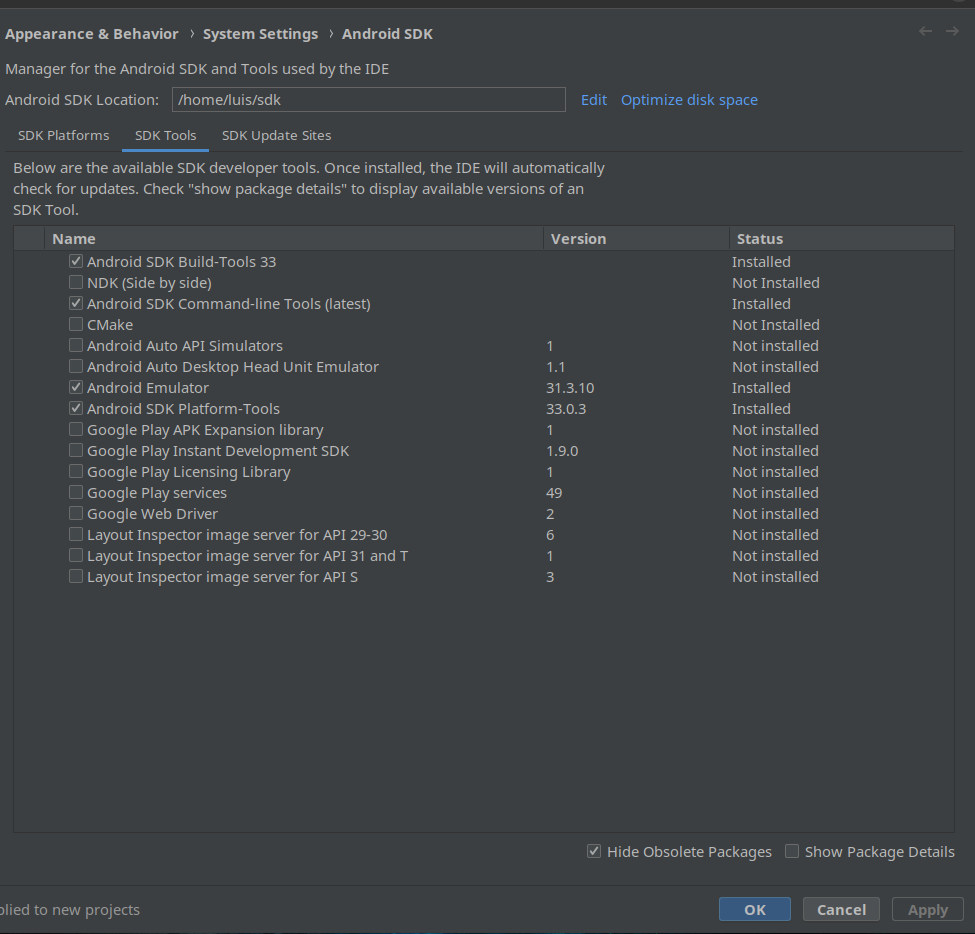 Appearance & Behavior › System Settings › Android SDK
Manager for the Android SDK and Tools used by the IDE
Android SDK Location: /home/luis/sdk Edit Optimize disk space
SDK Platforms SDK Tools SDK Update Sites
Below are the available SDK developer tools. Once installed, the IDE will automatically
check for updates. Check "show package details" to display available versions of an
SDK Tool.
Name Version Status
Android SDK Build-Tools 33 Installed
NDK (Side by side) Not Installed
Android SDK Command-line Tools (latest) Installed
CMake Not Installed
Android Auto API Simulators 1 Not installed
Android Auto Desktop Head Unit Emulator 1.1 Not installed
Android Emulator 31.3.10 Installed
Android SDK Platform-Tools 33.0.3 Installed
Google Play APK Expansion library 1 Not installed
Google Play Instant Development SDK 1.9.0 Not installed
Google Play Licensing Library 1 Not installed
Google Play services 49 Not installed
Google Web Driver 2 Not installed
Layout Inspector image server for API 29-30 6 Not installed
Layout Inspector image server for API 31 and T 1 Not installed
Layout Inspector image server for API S 3 Not installed
Hide Obsolete Packages Show Package Details
plied to new projects OK Cancel Apply